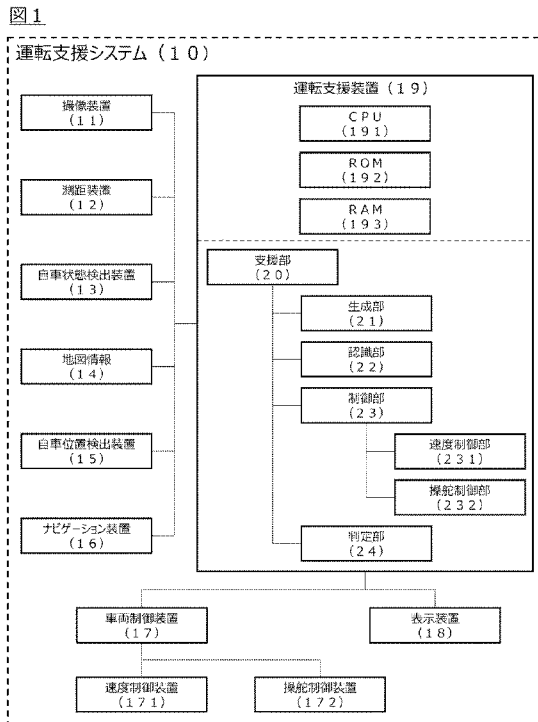 図1
運転支援システム（10）
撮像装置
（11）
測距装置
（12）
自車状態検出装置
（13）
地図情報
（14）
自車位置検出装置
（15）
ナビゲーション装置
（16）
運転支援装置（19）
CPU
（191）
ROM
（192）
RAM
（193）
支援部
（20）
生成部
（21）
認識部
（22）
制御部
（23）
速度制御部
（231）
操舵制御部
（232）
判定部
（24）
車両制御装置
（17）
表示装置
（18）
速度制御装置
（171）
操舵制御装置
（172）